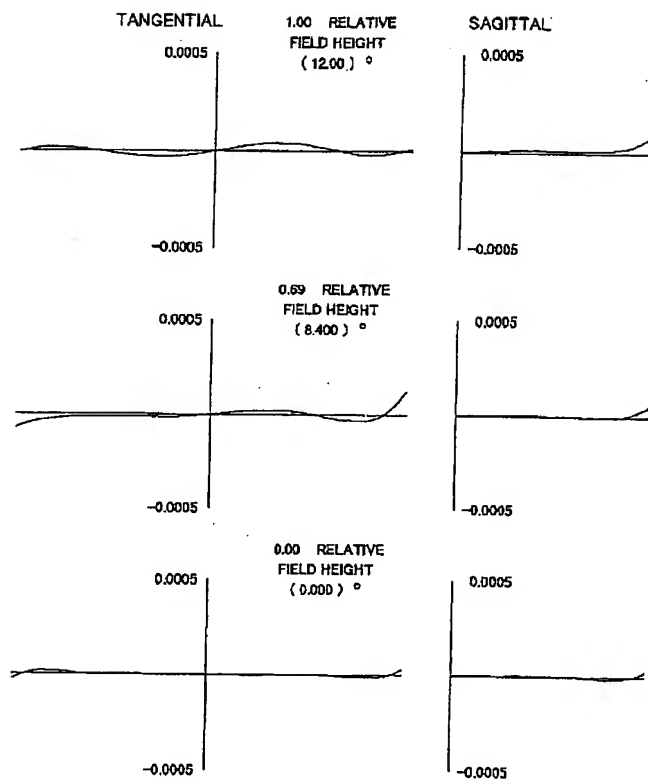 TANGENTIAL
1.00 RELATIVE
FIELD HEIGHT
( 12.00 ) °
SAGITTAL
0.0005
0.0005
-0.0005
-0.0005
0.69 RELATIVE
FIELD HEIGHT
( 8.400 ) °
0.0005
0.0005
-0.0005
-0.0005
0.00 RELATIVE
FIELD HEIGHT
( 0.000 ) °
0.0005
0.0005
-0.0005
-0.0005